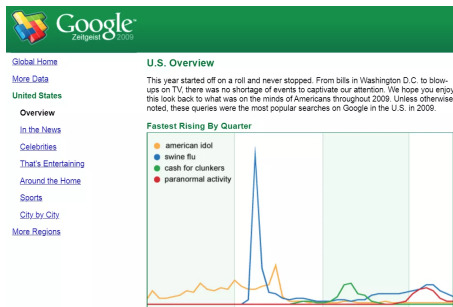 Google™
Zeitgeist 2009
Global Home
More Data
United States
Overview
In the News
Celebrities
That's Entertaining
Around the Home
Sports
City by City
More Regions
U.S. Overview
This year started off on a roll and never stopped. From bills in Washington D.C. to blow-
ups on TV, there was no shortage of events to captivate our attention. We hope you enjoy
this look back to what was on the minds of Americans throughout 2009. Unless otherwise
noted, these queries were the most popular searches on Google in the U.S. in 2009.
Fastest Rising By Quarter
american idol
swine flu
cash for clunkers
paranormal activity